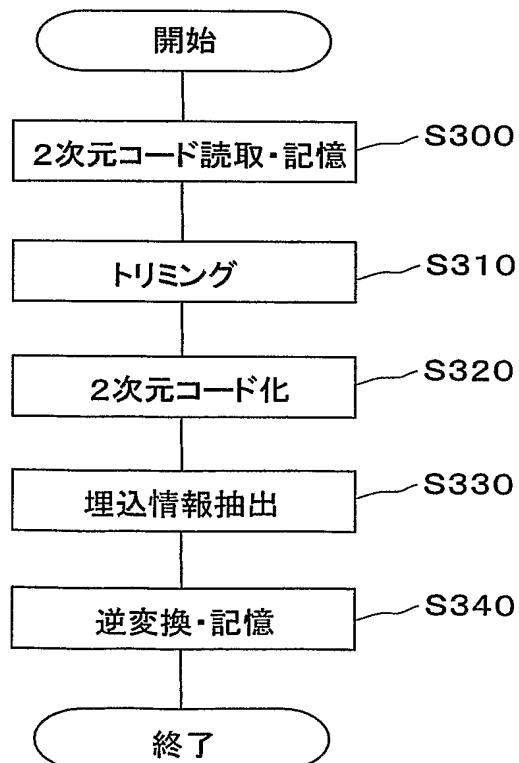 開始
2次元コード読取・記憶
S300
トリミング
S310
2次元コード化
S320
埋込情報抽出
S330
逆変換・記憶
S340
終了